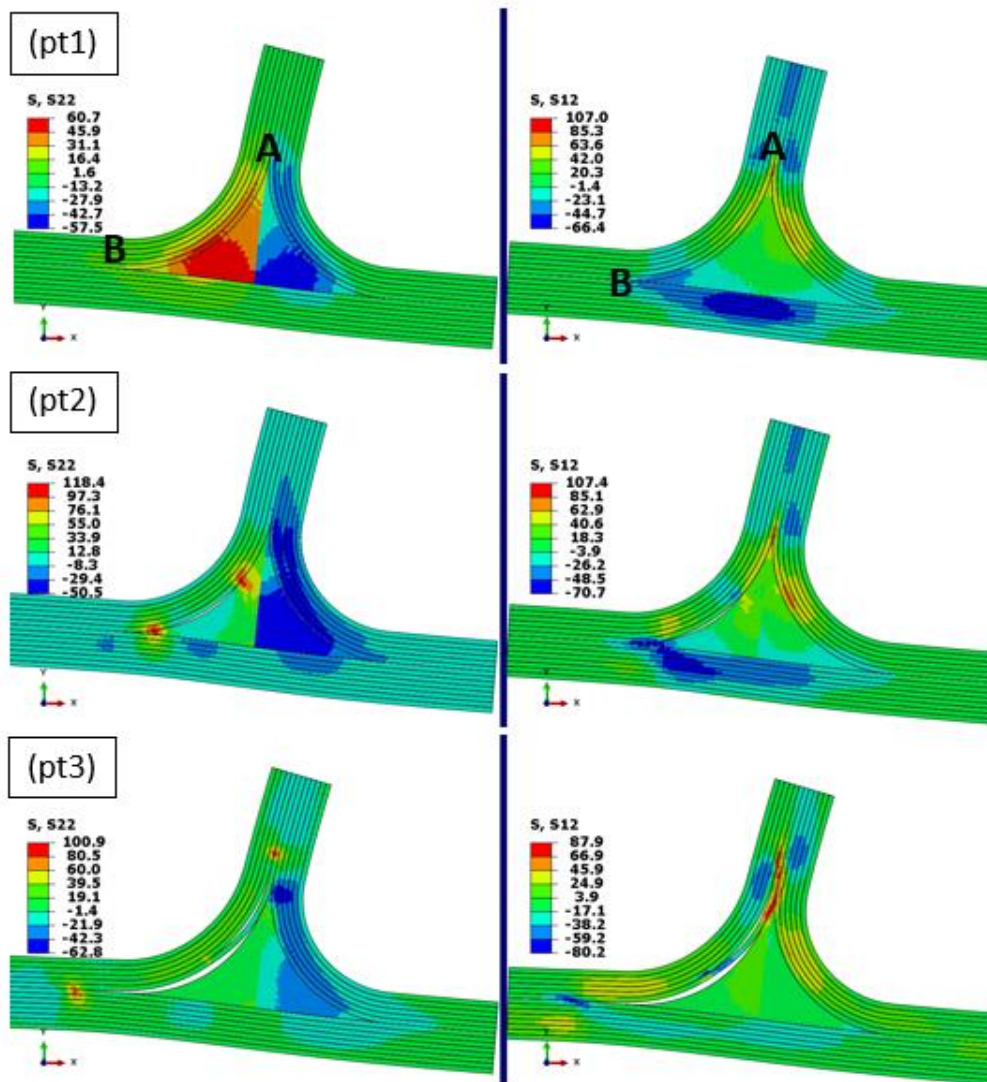 (pt1)
S, S22
60.7
45.9
31.1
16.4
1.6
-13.2
-27.9
-42.7
-57.5
A
B
Y
X
S, S12
107.0
85.3
63.6
42.0
20.3
-1.4
-23.1
-44.7
-66.4
A
B
Y
X
(pt2)
S, S22
118.4
97.3
76.1
55.0
33.9
12.8
-8.3
-29.4
-50.5
Y
X
S, S12
107.4
85.1
62.9
40.6
18.3
-3.9
-26.2
-48.5
-70.7
Y
X
(pt3)
S, S22
100.9
80.5
60.0
39.5
19.1
-1.4
-21.9
-42.3
-62.8
Y
X
S, S12
87.9
66.9
45.9
24.9
3.9
-17.1
-38.2
-59.2
-80.2
Y
X